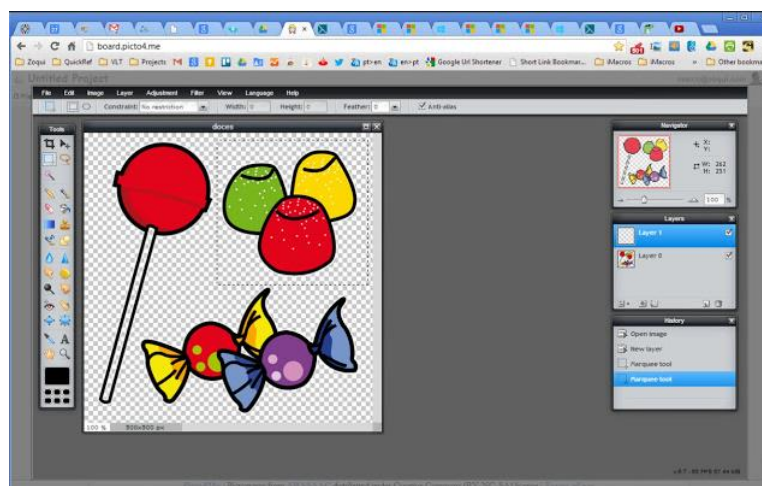 board.picto4.me
Zoqui QuickRef VLT Projects pt>en en>pt Google Url Shortener Short Link Bookmar... iMacros iMacros » Other bookma
Untitled Project
File Edit Image Layer Adjustment Filter View Language Help
Constraint: No restriction Width: 0 Height: 0 Feather: 0 Anti-alias
Tools
doces
100 % 500x500 px
Navigator
X:
Y:
W: 262
H: 251
100 %
Layers
Layer 1
Layer 0
History
Open image
New layer
Marquee tool
Marquee tool